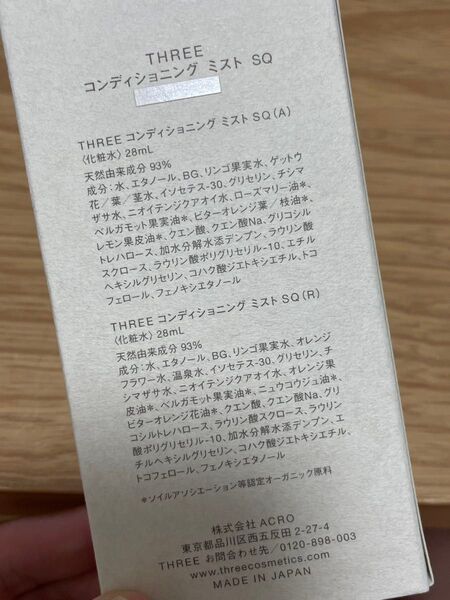 THREE
コンディショニング ミスト SQ
THREE コンディショニング ミスト SQ（A）
〈化粧水〉 28mL
天然由来成分 93%
成分：水、エタノール、BG、リンゴ果実水、ゲットウ
花／葉／茎水、イソセテス-30、グリセリン、チシマ
ザサ水、ニオイテンジクアオイ水、ローズマリー油*、
ベルガモット果実油*、ビターオレンジ葉／枝油*、
レモン果皮油*、クエン酸、クエン酸Na、グリコシル
トレハロース、加水分解水添デンプン、ラウリン酸
スクロース、ラウリン酸ポリグリセリル-10、エチル
ヘキシルグリセリン、コハク酸ジエトキシエチル、トコ
フェロール、フェノキシエタノール
THREE コンディショニング ミスト SQ（R）
〈化粧水〉 28mL
天然由来成分 93%
成分：水、エタノール、BG、リンゴ果実水、オレンジ
フラワー水、温泉水、イソセテス-30、グリセリン、チ
シマザサ水、ニオイテンジクアオイ水、オレンジ果
皮油*、ベルガモット果実油*、ニュウコウジュ油*、
ビターオレンジ花油*、クエン酸、クエン酸Na、グリ
コシルトレハロース、ラウリン酸スクロース、ラウリン
酸ポリグリセリル-10、加水分解水添デンプン、エ
チルヘキシルグリセリン、コハク酸ジエトキシエチル、
トコフェロール、フェノキシエタノール
*ソイルアソシエーション等認定オーガニック原料
株式会社 ACRO
東京都品川区西五反田 2-27-4
THREE お問合わせ先／0120-898-003
www.threecosmetics.com
MADE IN JAPAN